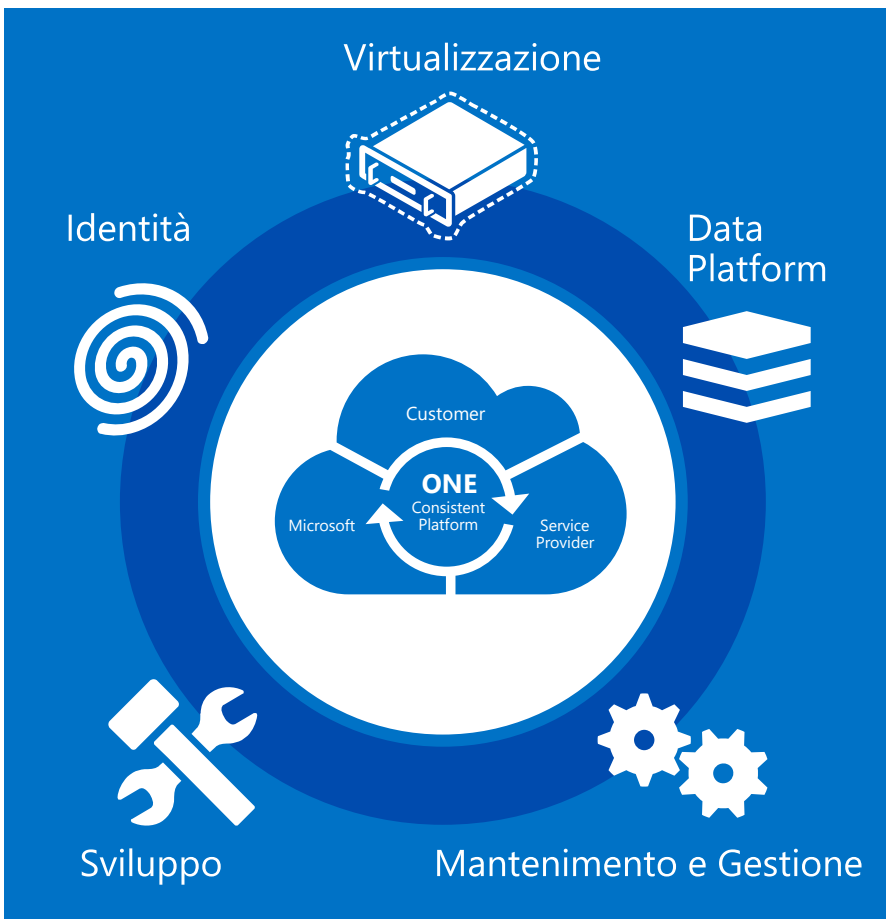 Virtualizzazione
Identità
Data
Platform
Customer
ONE
Consistent
Platform
Microsoft
Service
Provider
Sviluppo
Mantenimento e Gestione